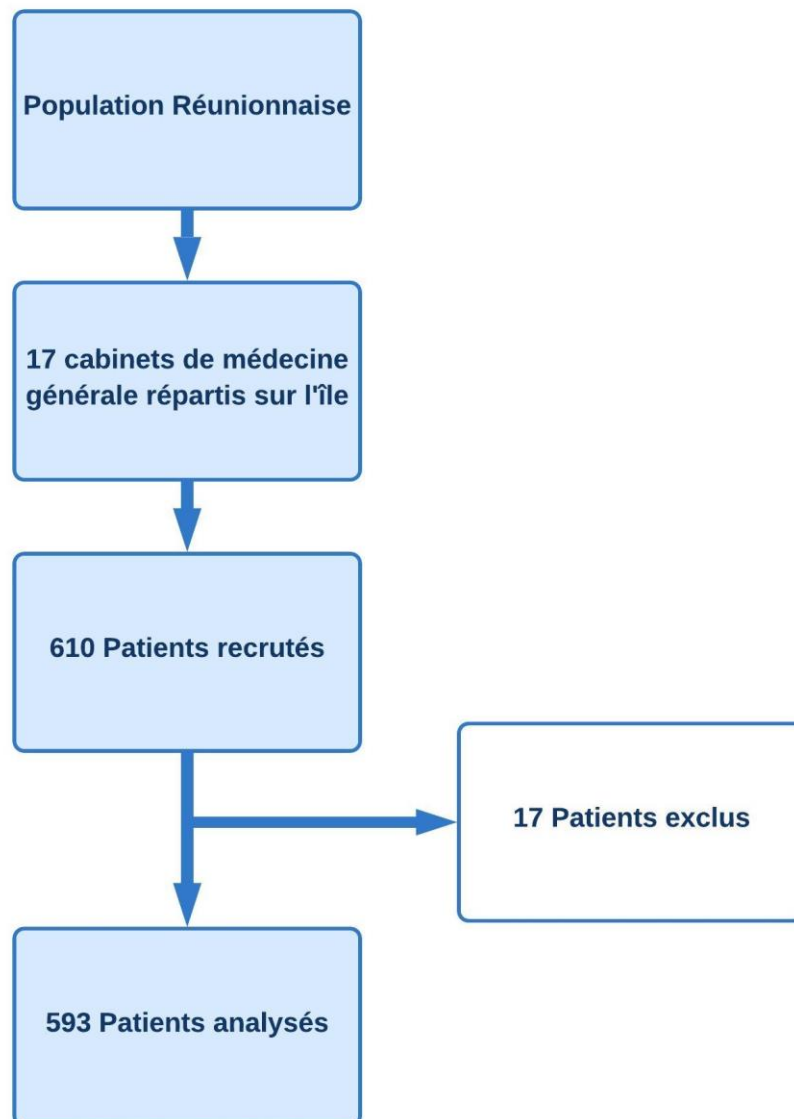 Population Réunionnaise
17 cabinets de médecine
générale répartis sur l'île
610 Patients recrutés
17 Patients exclus
593 Patients analysés